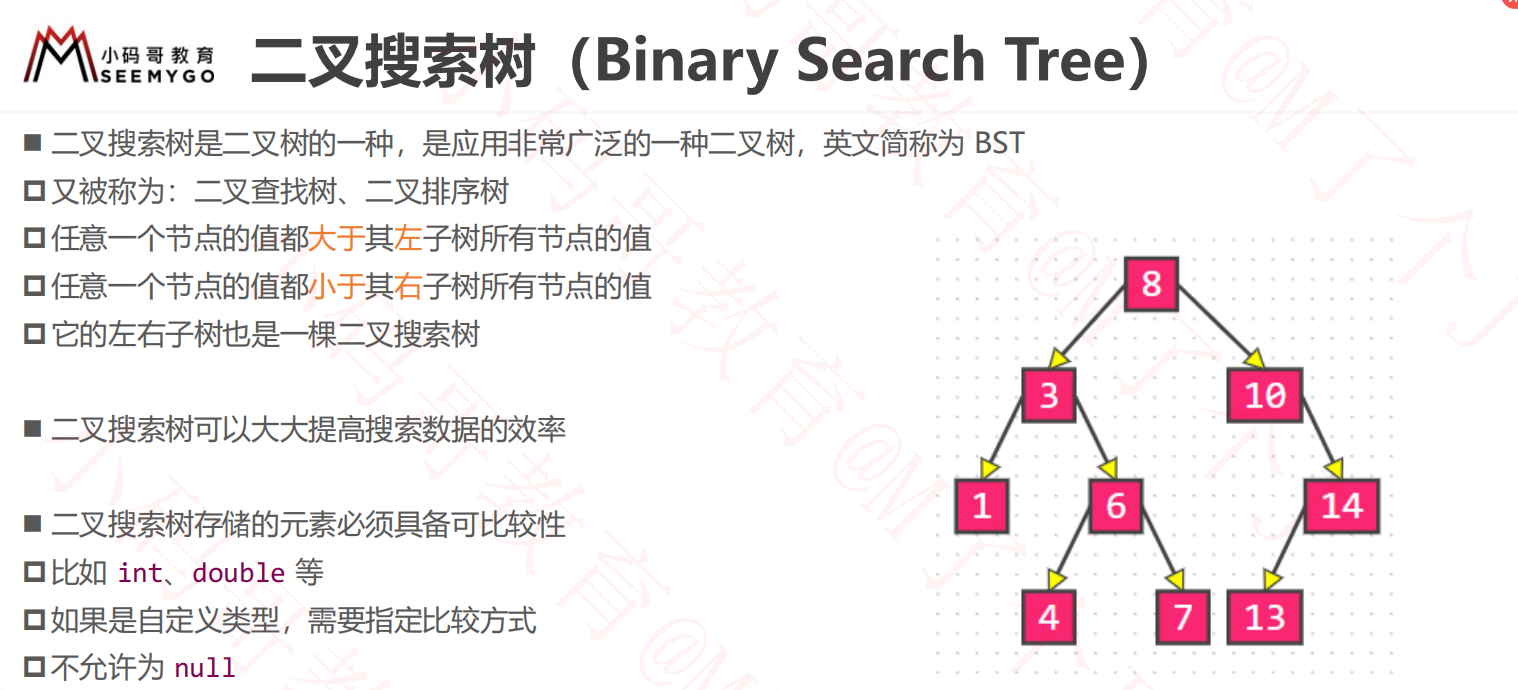 小码哥教育
SEEMYGO
二叉搜索树（Binary Search Tree）
■ 二叉搜索树是二叉树的一种，是应用非常广泛的一种二叉树，英文简称为 BST
又被称为：二叉查找树、二叉排序树
任意一个节点的值都大于其左子树所有节点的值
任意一个节点的值都小于其右子树所有节点的值
它的左右子树也是一棵二叉搜索树
■ 二叉搜索树可以大大提高搜索数据的效率
■ 二叉搜索树存储的元素必须具备可比较性
比如 int、double 等
如果是自定义类型，需要指定比较方式
不允许为 null
8
3 10
1 6 14
4 7 13